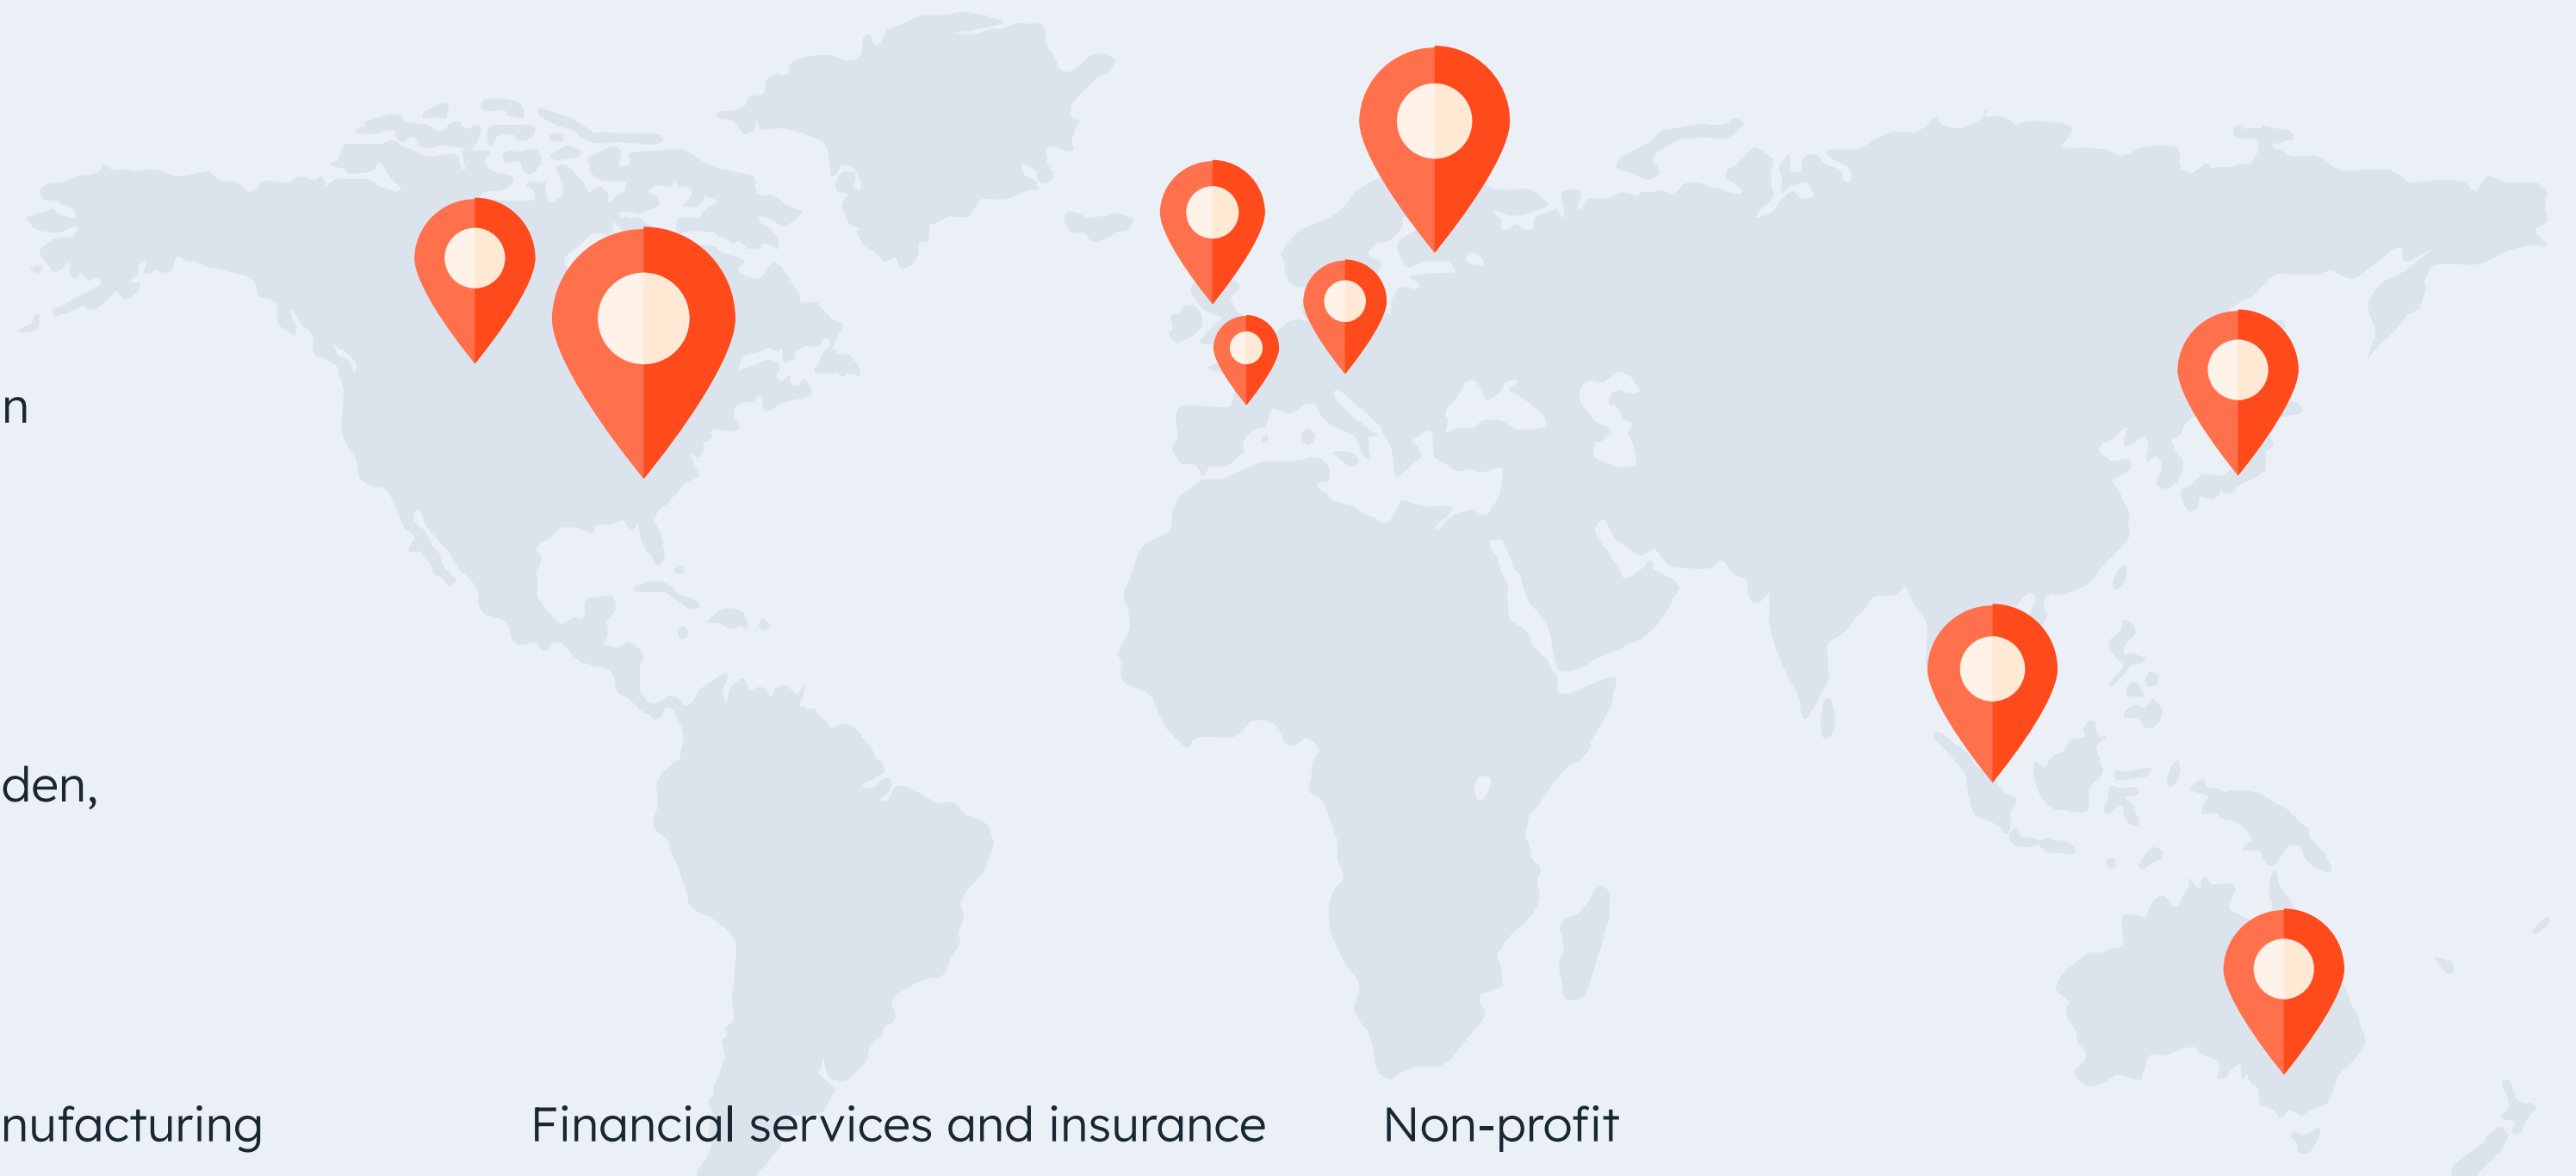 n
den,
nufacturing Financial services and insurance Non-profit